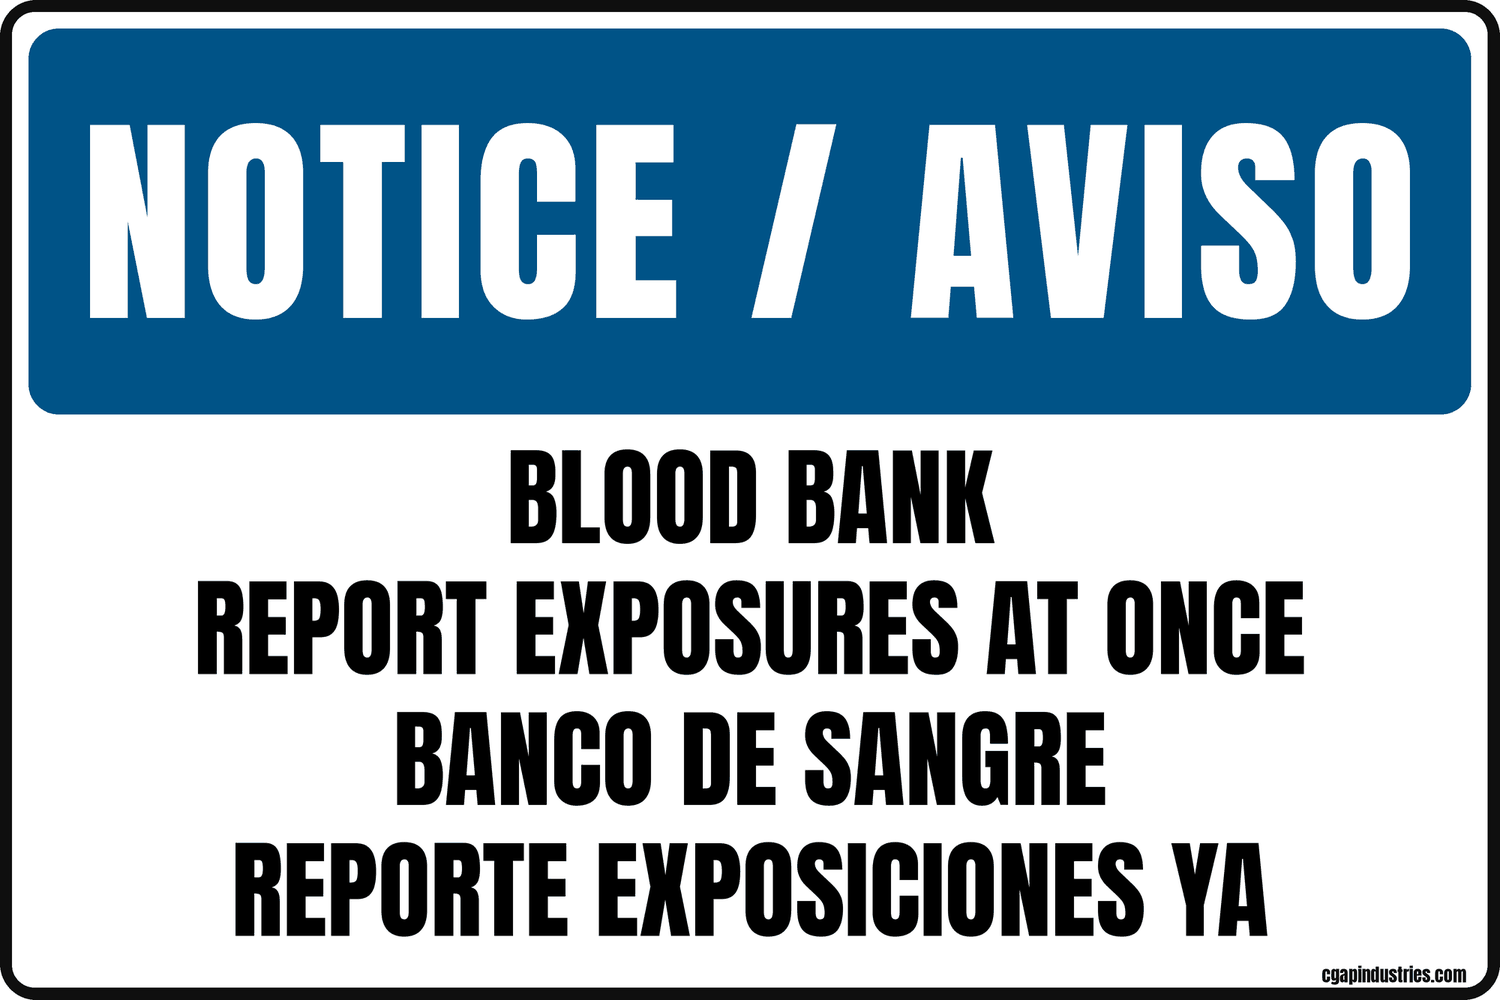 NOTICE / AVISO
BLOOD BANK
REPORT EXPOSURES AT ONCE
BANCO DE SANGRE
REPORTE EXPOSICIONES YA
cgapindustries.com